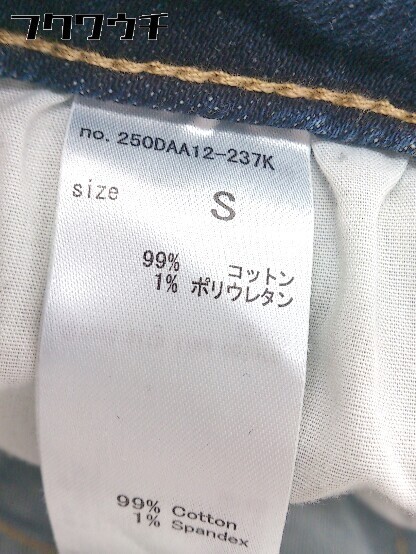 フクウウチ
no. 250DAA12-237K
size S
99% コットン
1% ポリウレタン
99% Cotton
1% Spandex